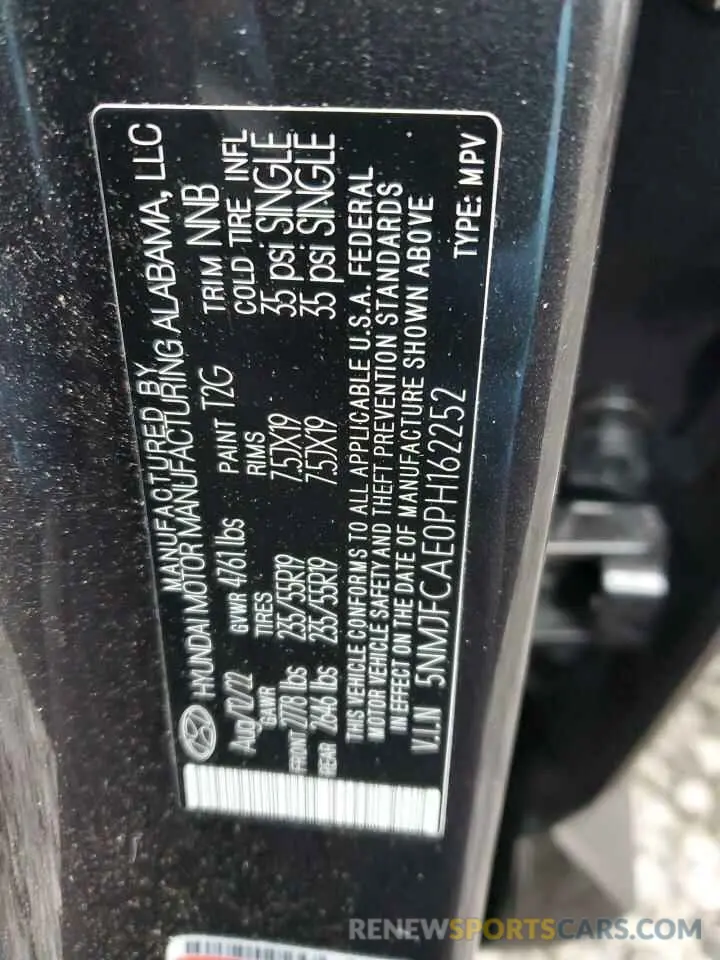 MANUFACTURED BY
HYUNDAI MOTOR MANUFACTURING ALABAMA, LLC
GVWR 4761 lbs PAINT T2G TRIM NNB
GAWR TIRES RIMS COLD TIRE INFL
FRONT 2778 lbs 235/55R19 7.5JX19 35 psi SINGLE
REAR 2646 lbs 235/55R19 7.5JX19 35 psi SINGLE
THIS VEHICLE CONFORMS TO ALL APPLICABLE U.S.A. FEDERAL
MOTOR VEHICLE SAFETY AND THEFT PREVENTION STANDARDS
IN EFFECT ON THE DATE OF MANUFACTURE SHOWN ABOVE
V.I.N 5NMJFCAE0PH162252
TYPE: MPV
RENEWSPORTSCARS.COM